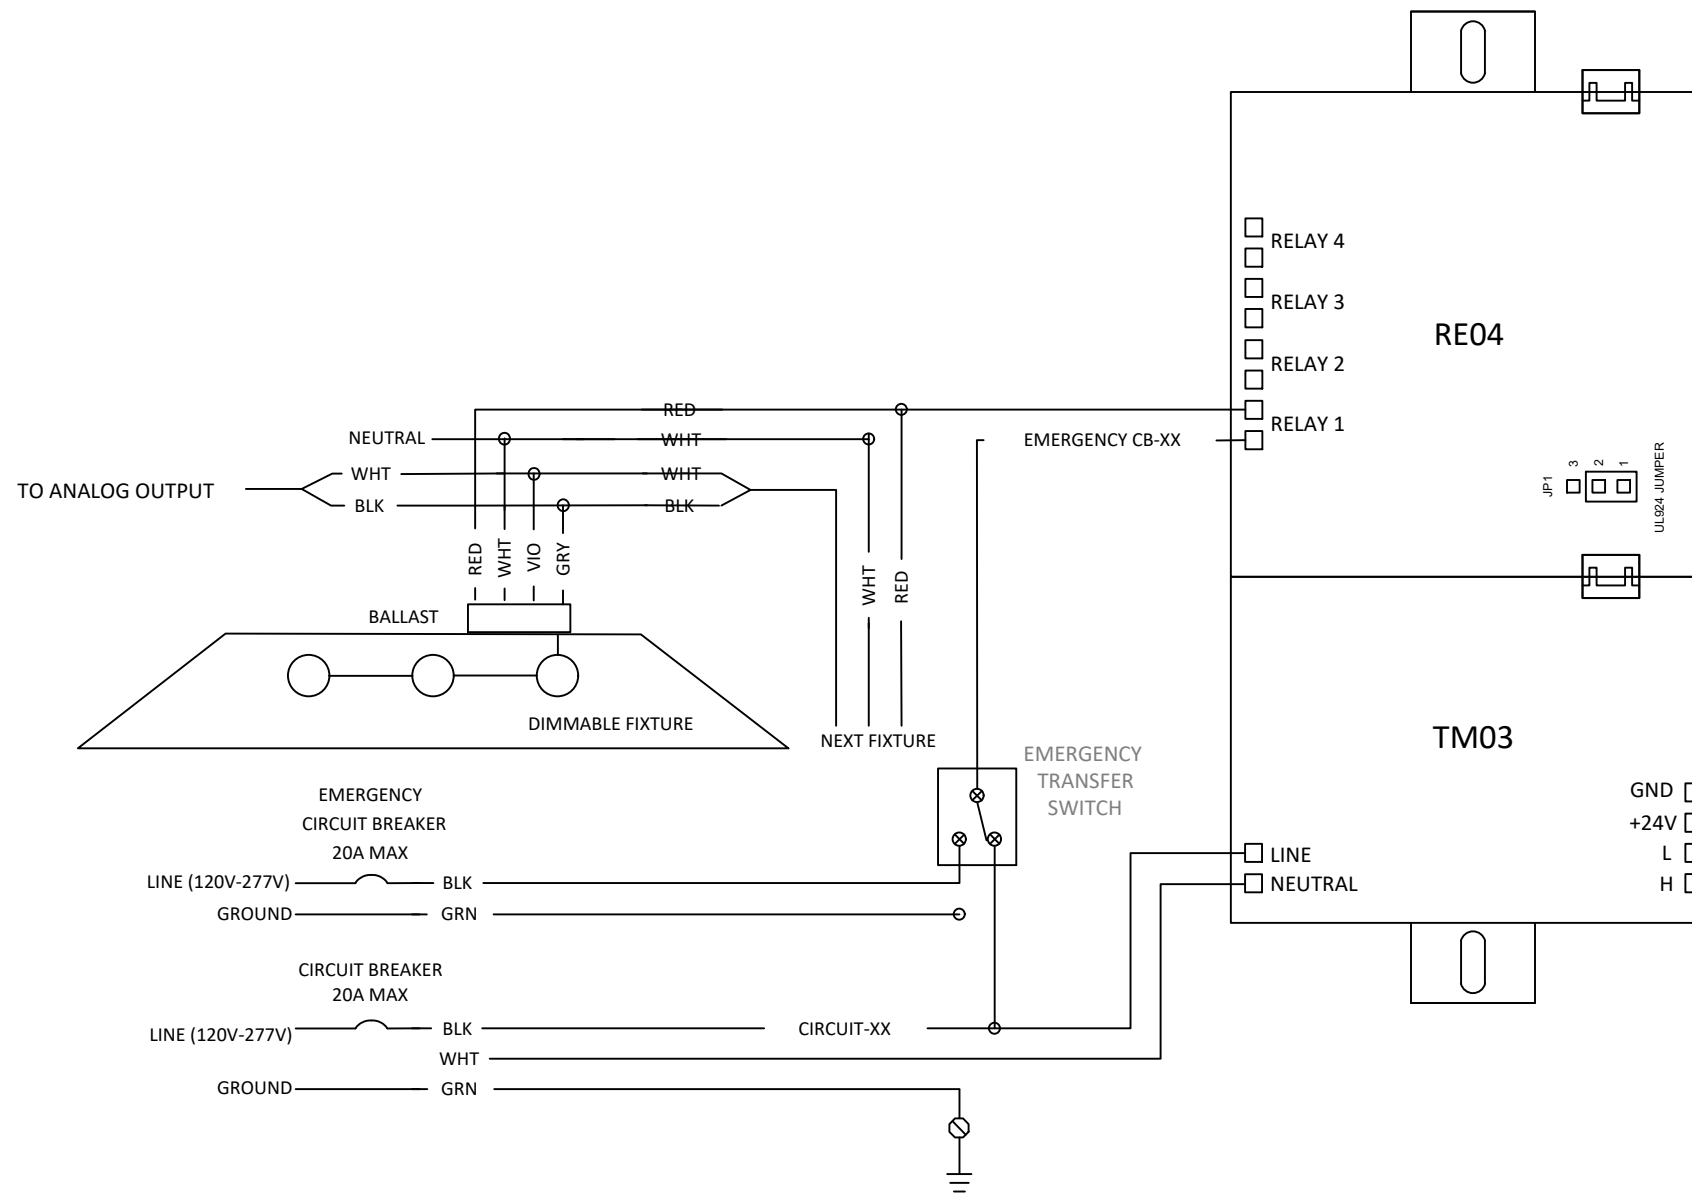 RELAY 4
RELAY 3
RE04
RELAY 2
RED
RELAY 1
NEUTRAL
WHT
EMERGENCY CB-XX
WHT
WHT
TO ANALOG OUTPUT
BLK
BLK
JP1
3
2
1
UL924 JUMPER
RED
WHT
VIO
GRY
WHT
RED
BALLAST
DIMMABLE FIXTURE
NEXT FIXTURE
TM03
EMERGENCY
TRANSFER
SWITCH
EMERGENCY
CIRCUIT BREAKER
20A MAX
GND
+24V
L
H
LINE
NEUTRAL
LINE (120V-277V)
BLK
GROUND
GRN
CIRCUIT BREAKER
20A MAX
LINE (120V-277V)
BLK
CIRCUIT-XX
WHT
GROUND
GRN